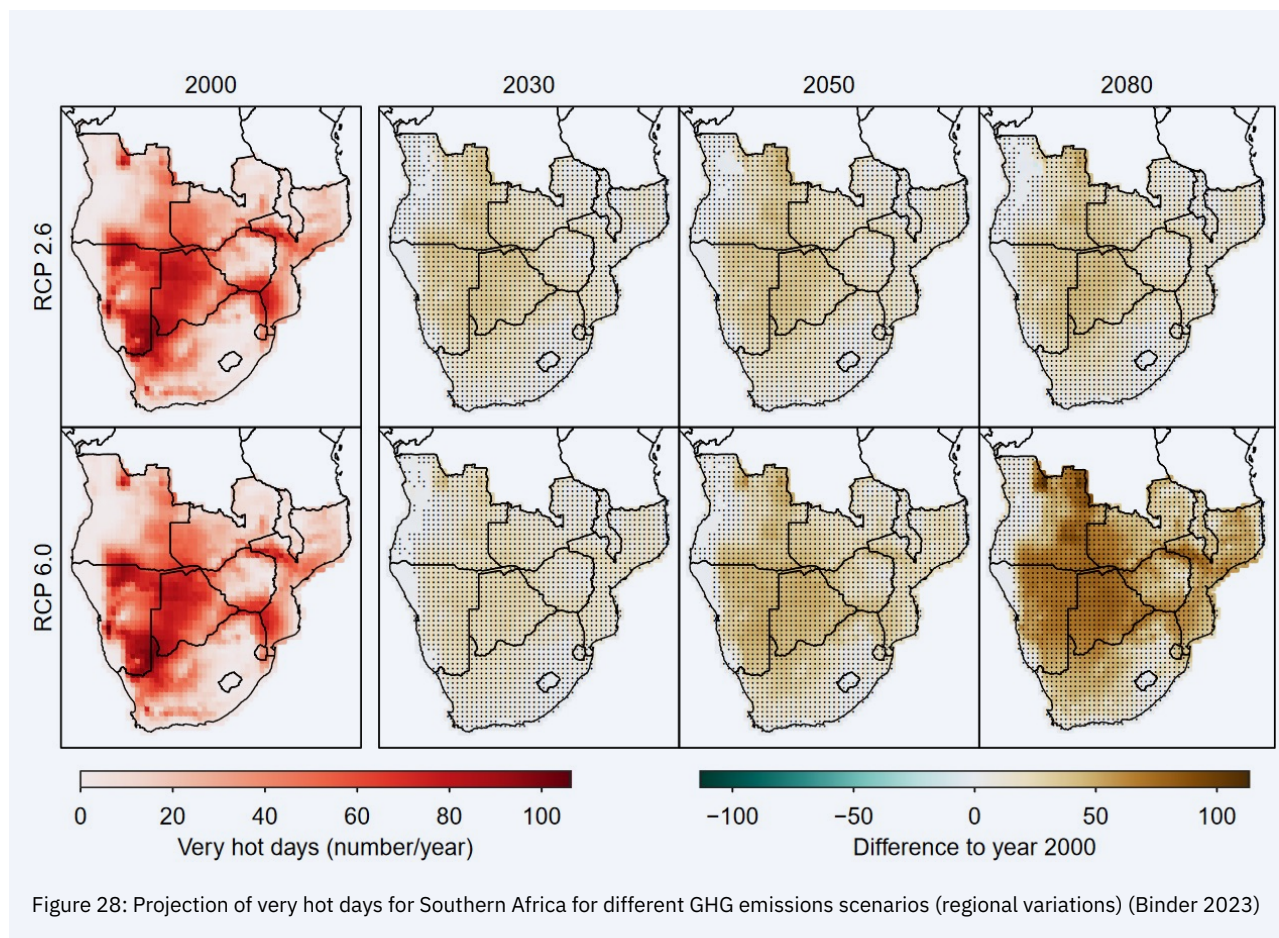 2000 2030 2050 2080
RCP 2.6
RCP 6.0
0 20 40 60 80 100
Very hot days (number/year)
−100 −50 0 50 100
Difference to year 2000
Figure 28: Projection of very hot days for Southern Africa for different GHG emissions scenarios (regional variations) (Binder 2023)